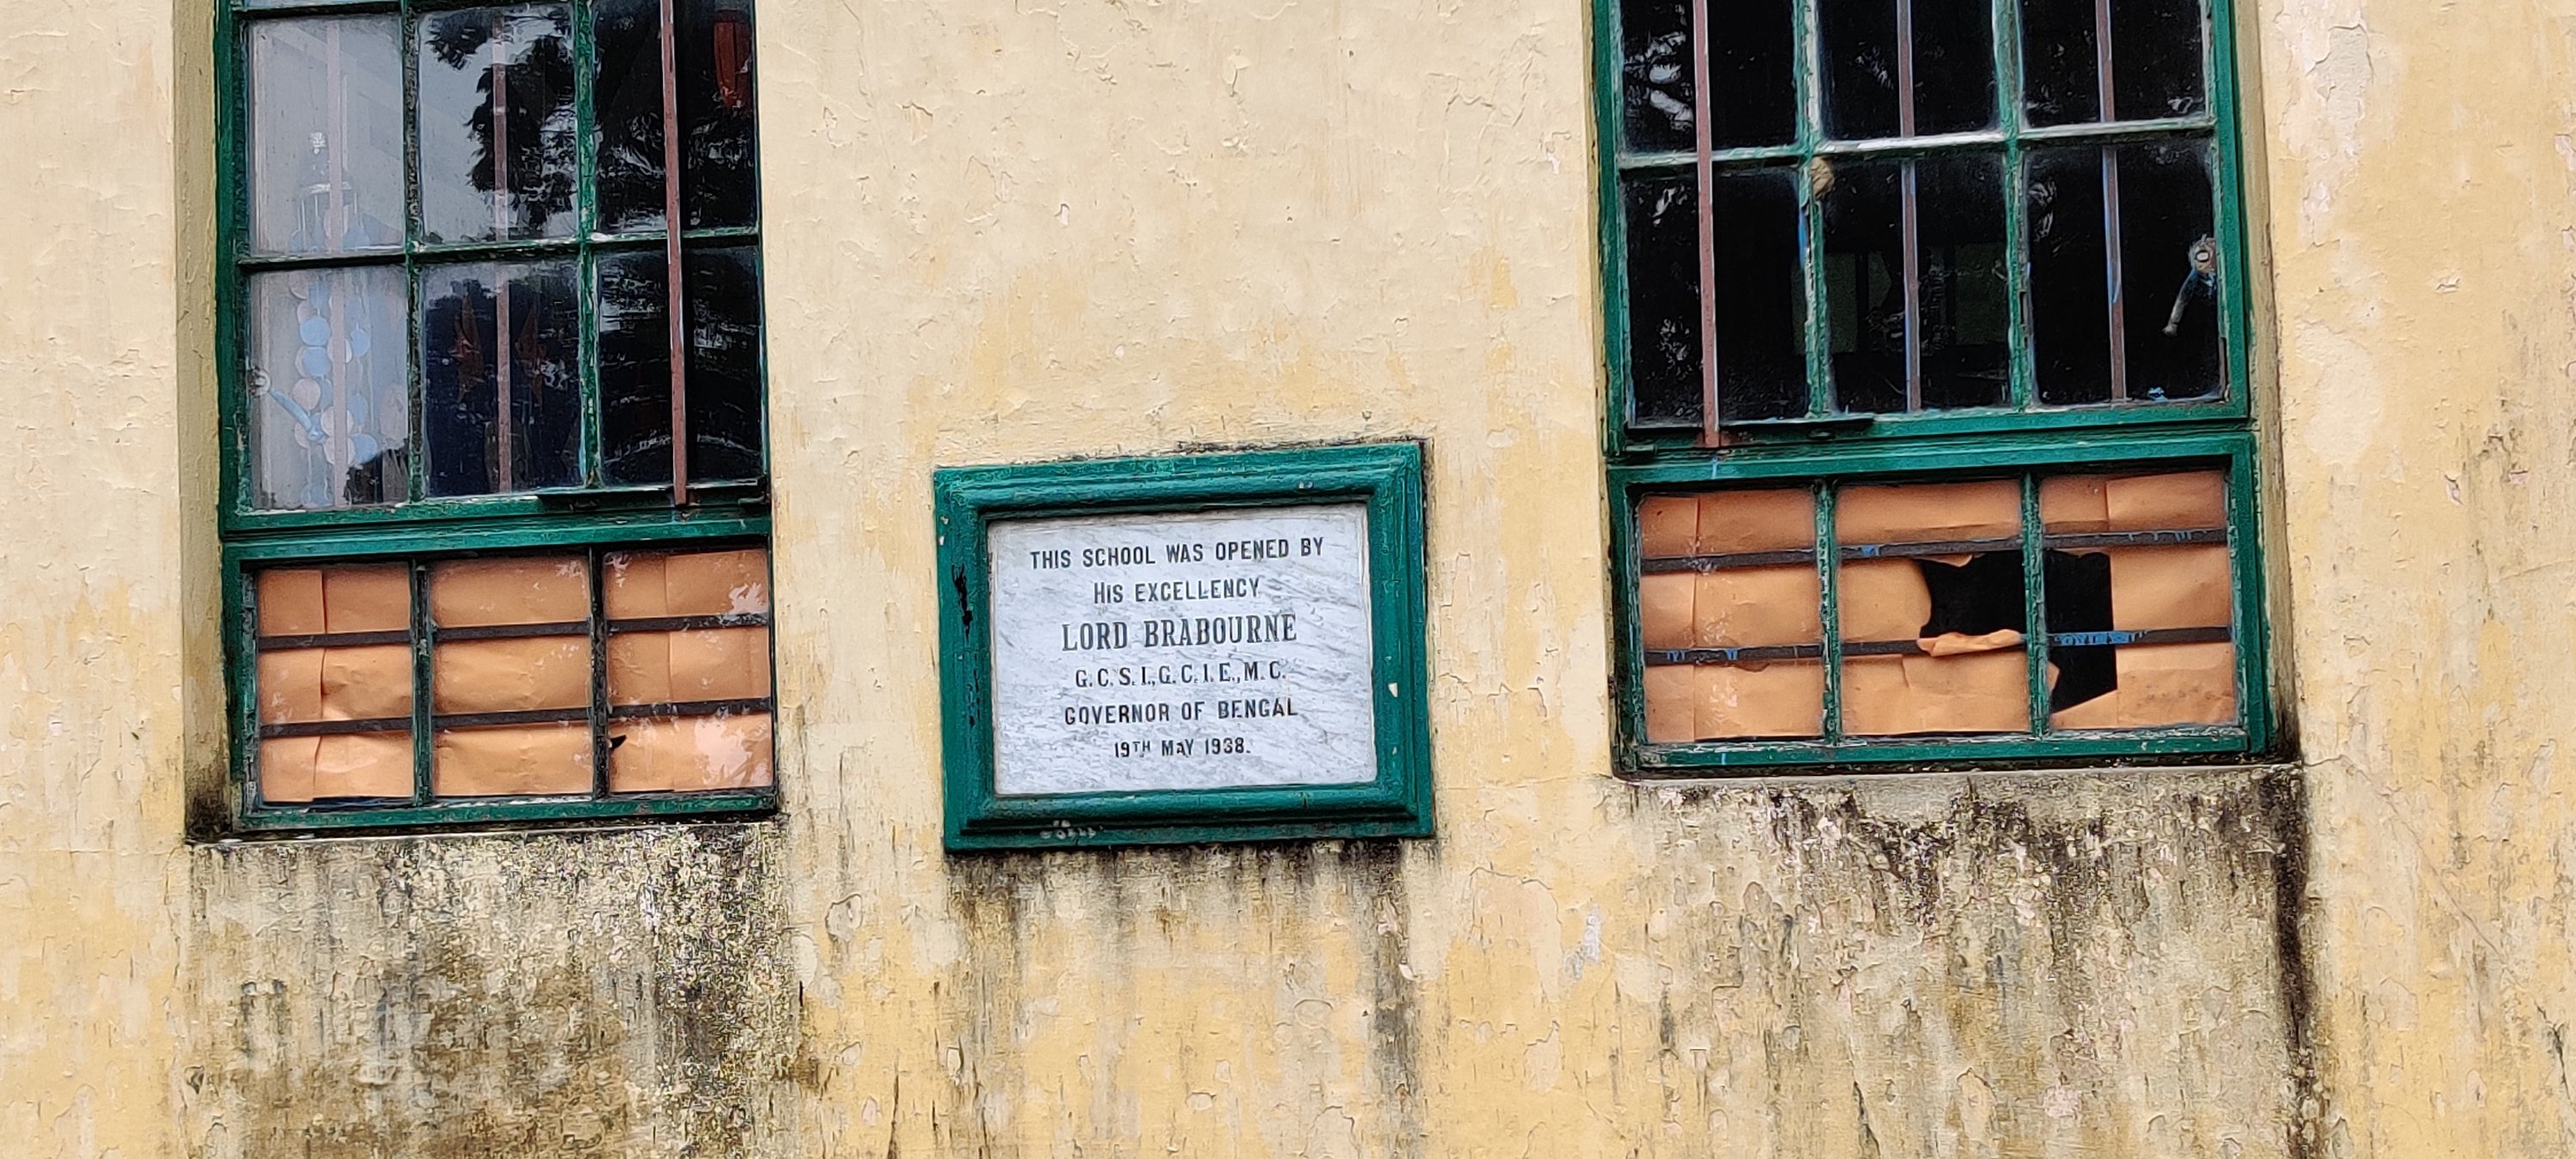 THIS SCHOOL WAS OPENED BY
HIS EXCELLENCY
LORD BRABOURNE
G.C.S.I.,G.C.I.E.,M.C.
GOVERNOR OF BENGAL
19TH MAY 1938.